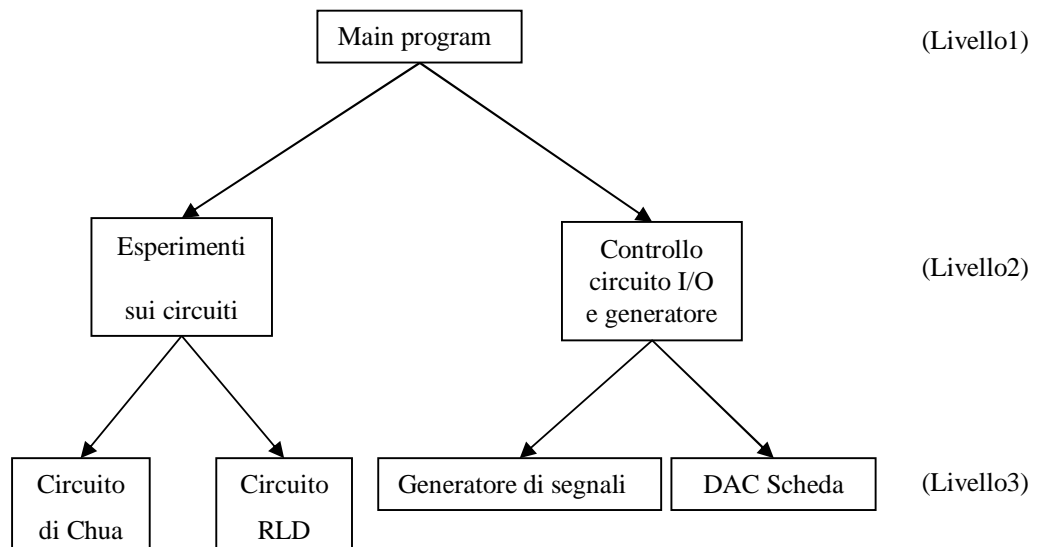 Main program
(Livello1)
Esperimenti
sui circuiti
Controllo
circuito I/O
e generatore
(Livello2)
Circuito
di Chua
Circuito
RLD
Generatore di segnali
DAC Scheda
(Livello3)